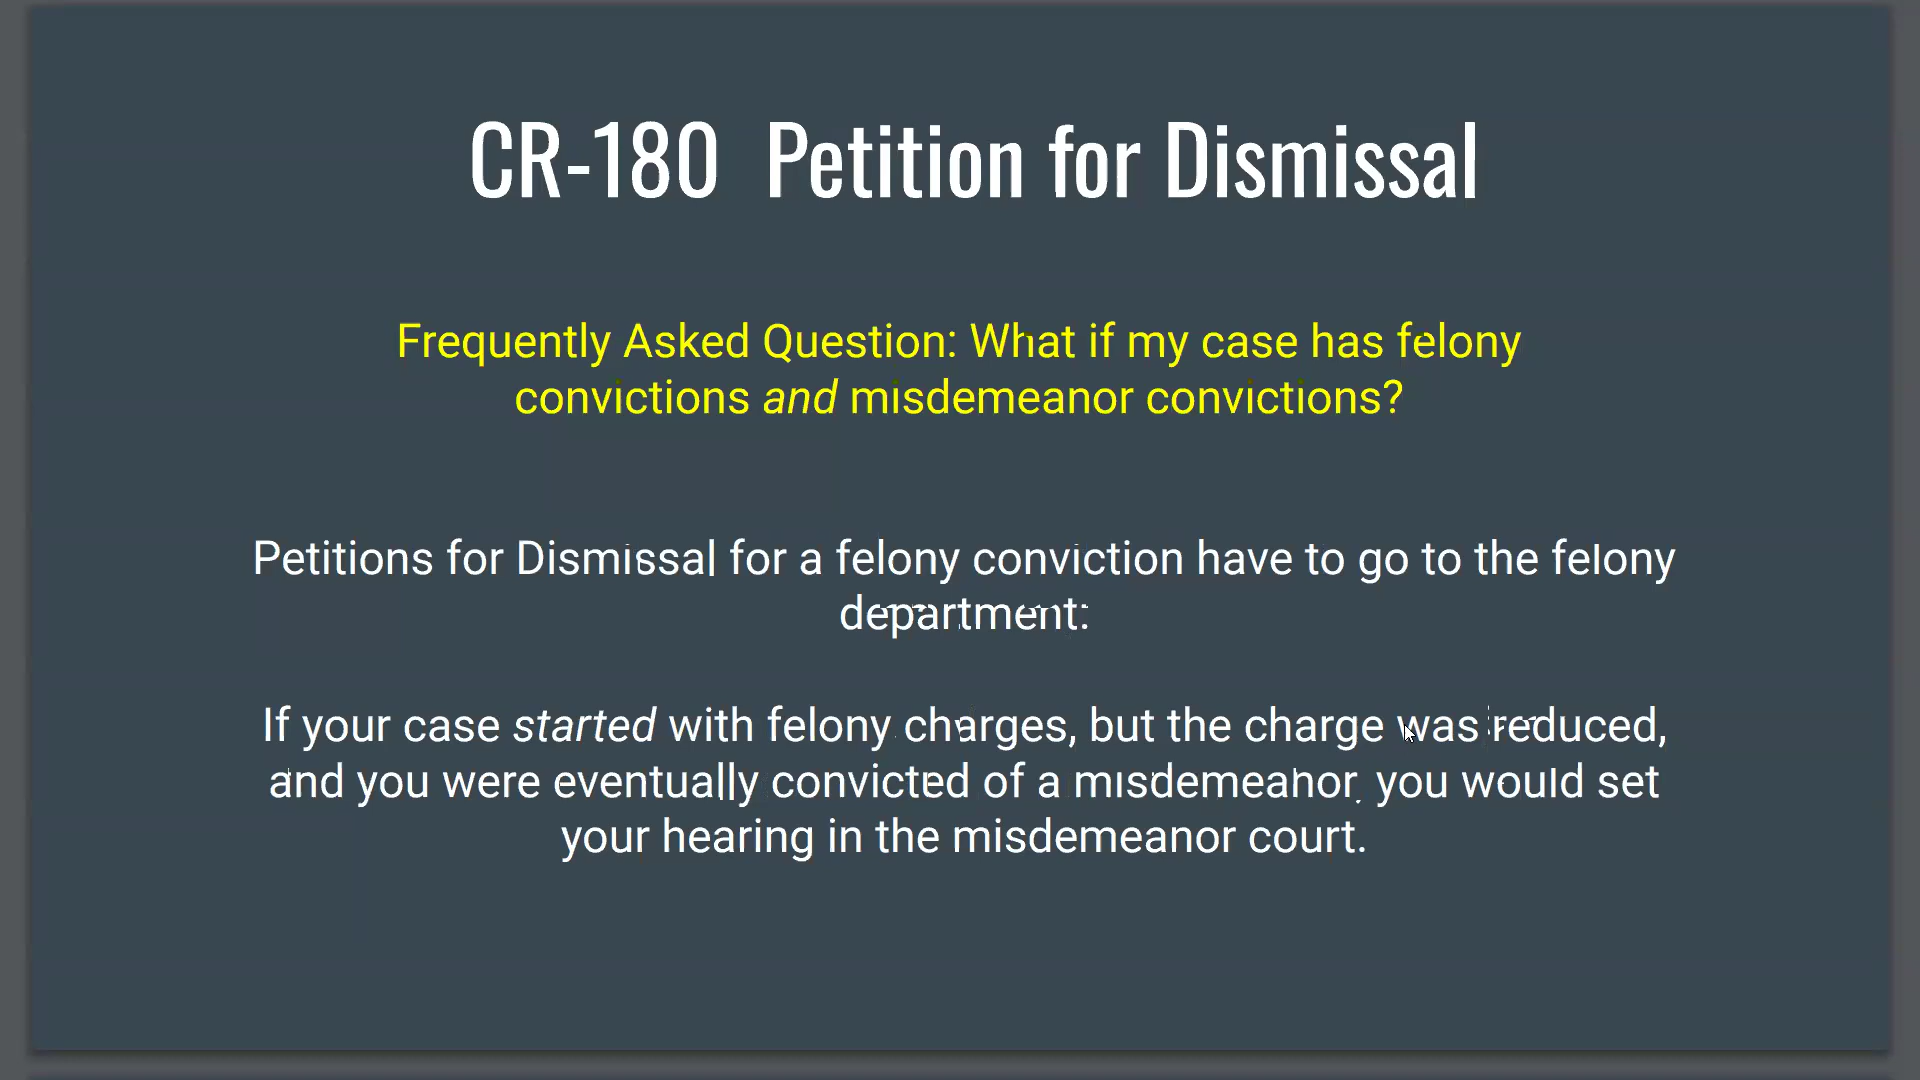 CR-180  Petition for Dismissal
Frequently Asked Question: What if my case has felony
convictions and misdemeanor convictions?
Petitions for Dismissal for a felony conviction have to go to the felony
department:
If your case started with felony charges, but the charge was reduced,
and you were eventually convicted of a misdemeanor, you would set
your hearing in the misdemeanor court.